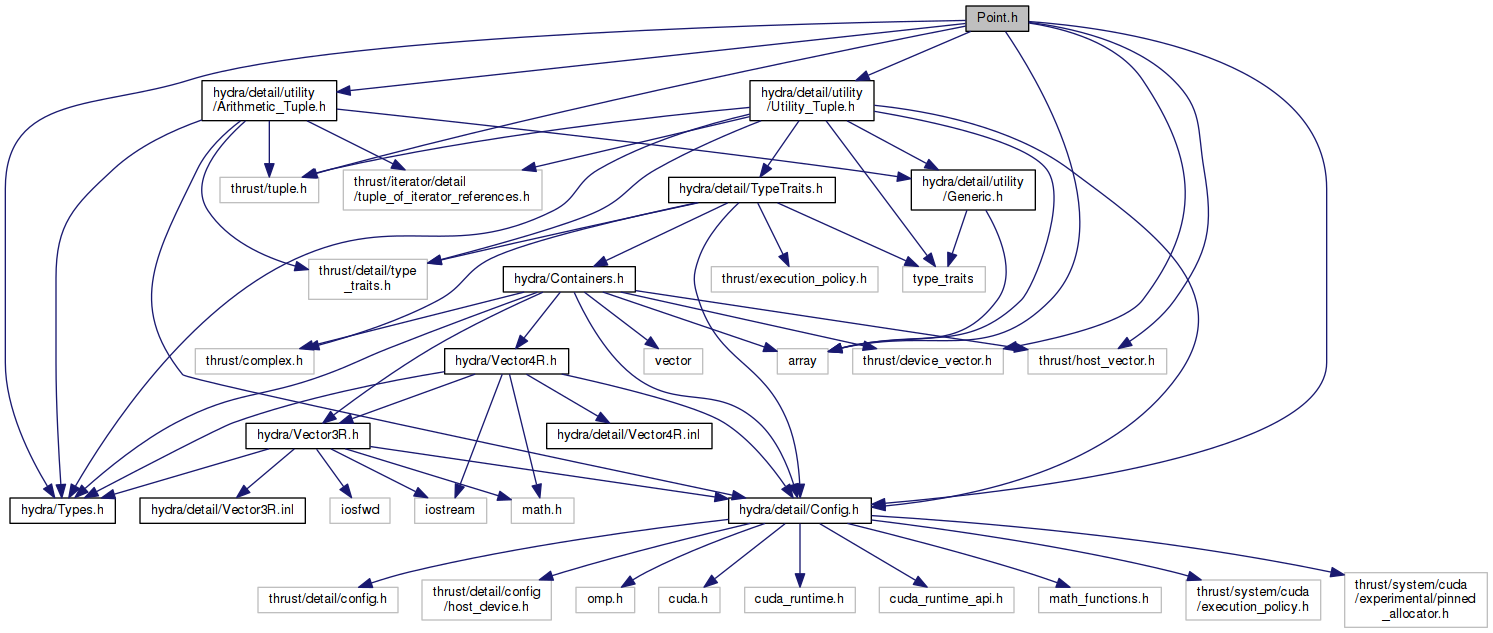 Point.h
hydra/detail/utility
/Arithmetic_Tuple.h
hydra/detail/utility
/Utility_Tuple.h
thrust/tuple.h
thrust/iterator/detail
/tuple_of_iterator_references.h
hydra/detail/TypeTraits.h
hydra/detail/utility
/Generic.h
thrust/detail/type
_traits.h
hydra/Containers.h
thrust/execution_policy.h
type_traits
thrust/complex.h
hydra/Vector4R.h
vector
array
thrust/device_vector.h
thrust/host_vector.h
hydra/Vector3R.h
hydra/detail/Vector4R.inl
hydra/Types.h
hydra/detail/Vector3R.inl
iosfwd
iostream
math.h
hydra/detail/Config.h
thrust/detail/config.h
thrust/detail/config
/host_device.h
omp.h
cuda.h
cuda_runtime.h
cuda_runtime_api.h
math_functions.h
thrust/system/cuda
/execution_policy.h
thrust/system/cuda
/experimental/pinned
_allocator.h